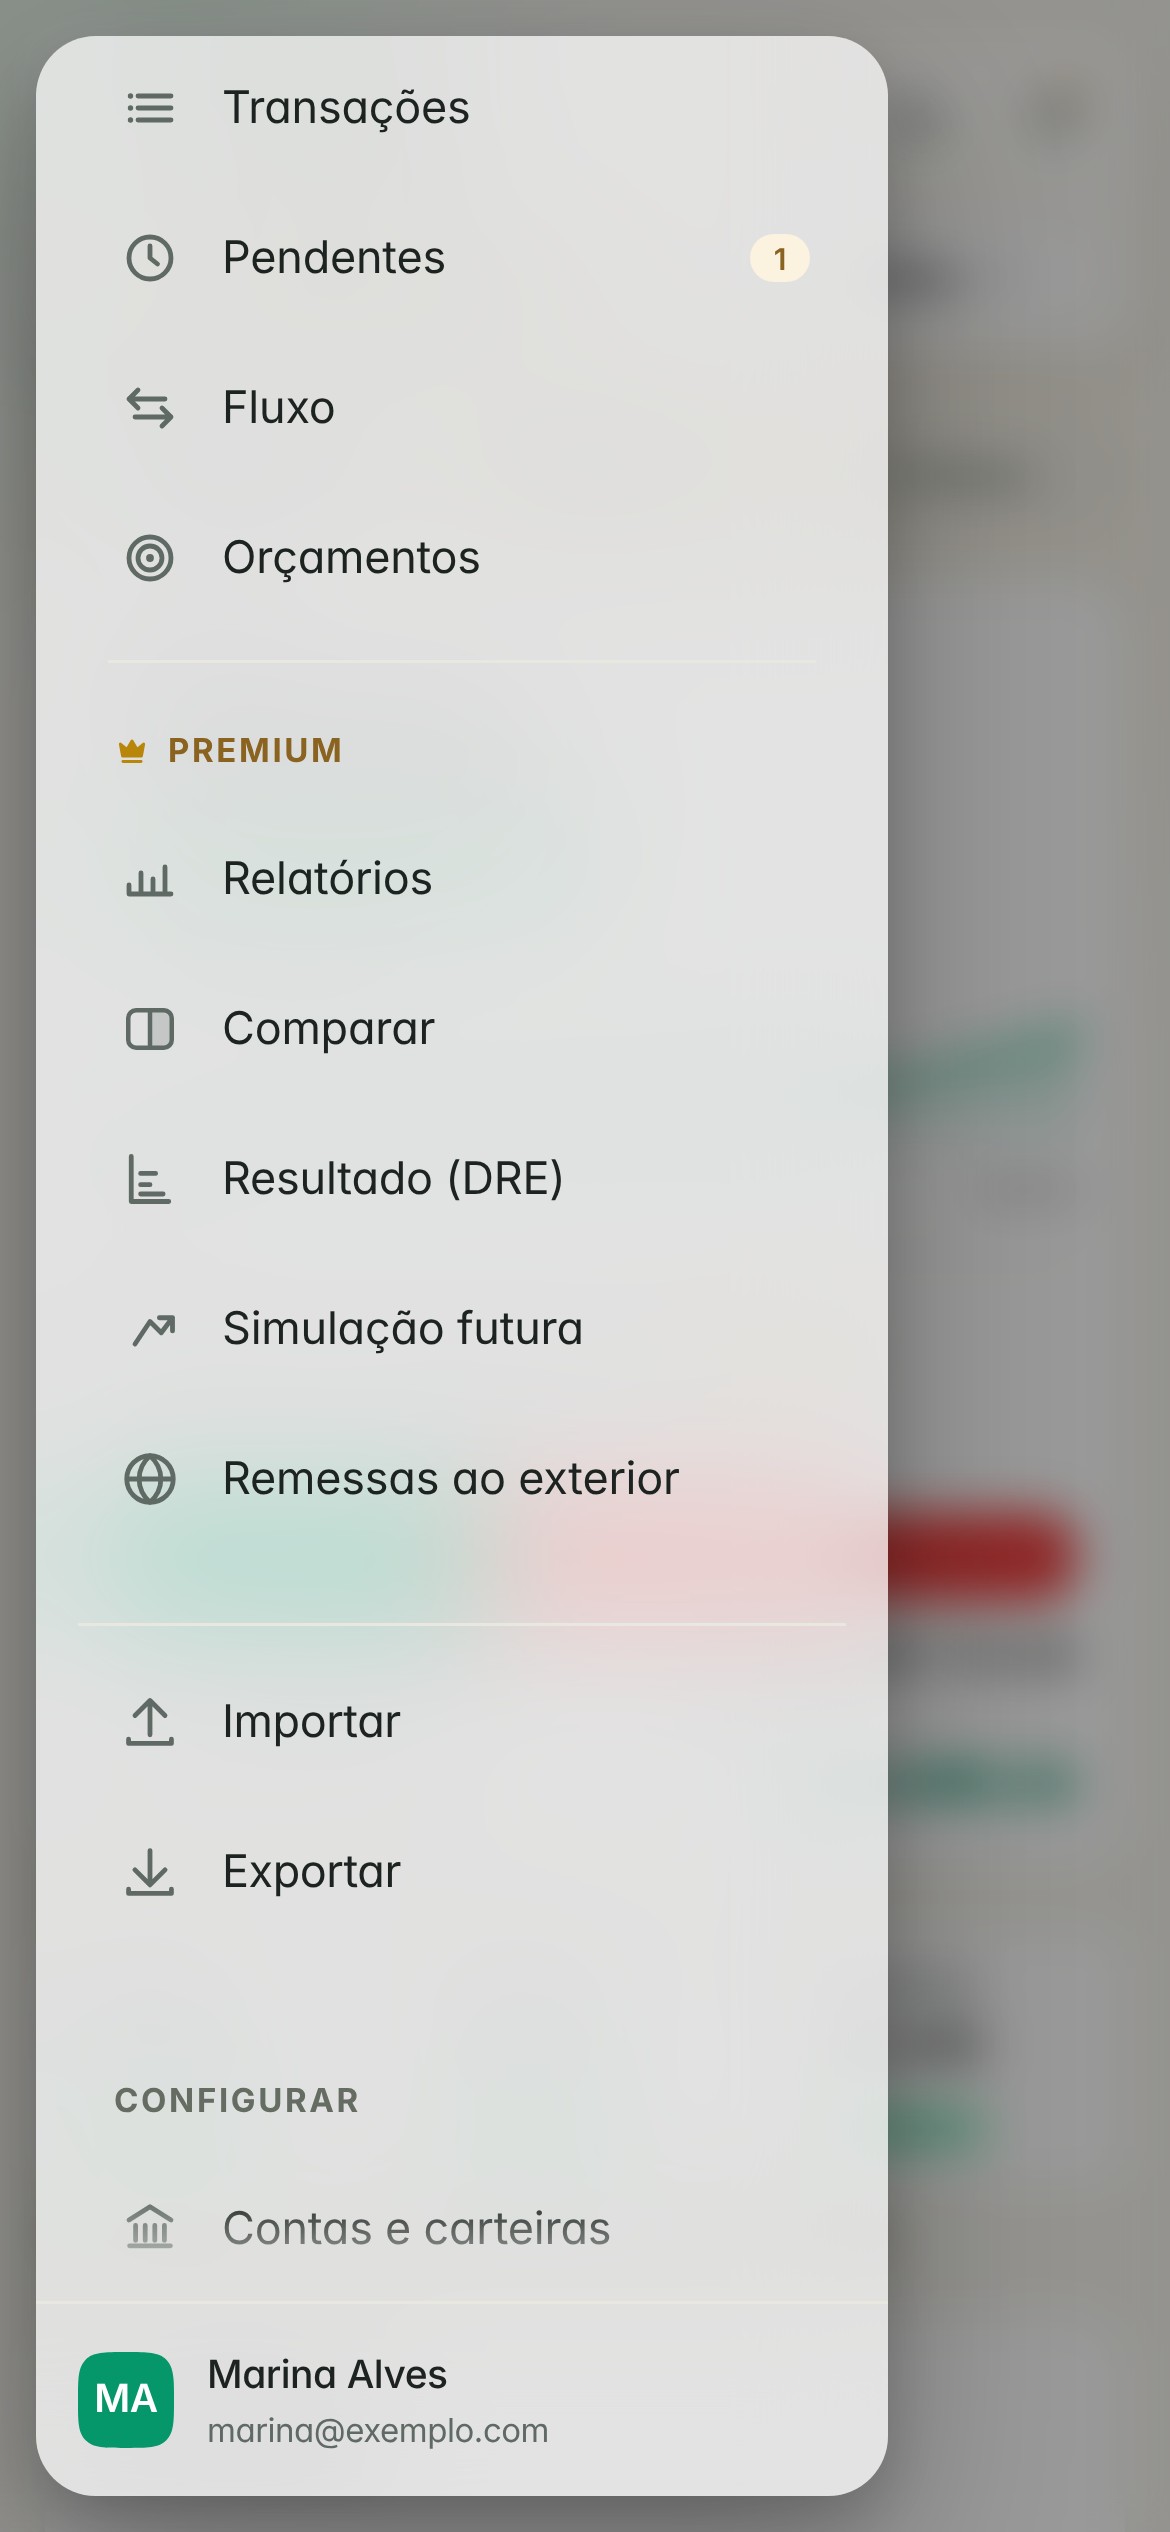 Transações
Pendentes 1
Fluxo
Orçamentos
PREMIUM
Relatórios
Comparar
Resultado (DRE)
Simulação futura
Remessas ao exterior
Importar
Exportar
CONFIGURAR
Contas e carteiras
MA
Marina Alves
marina@exemplo.com